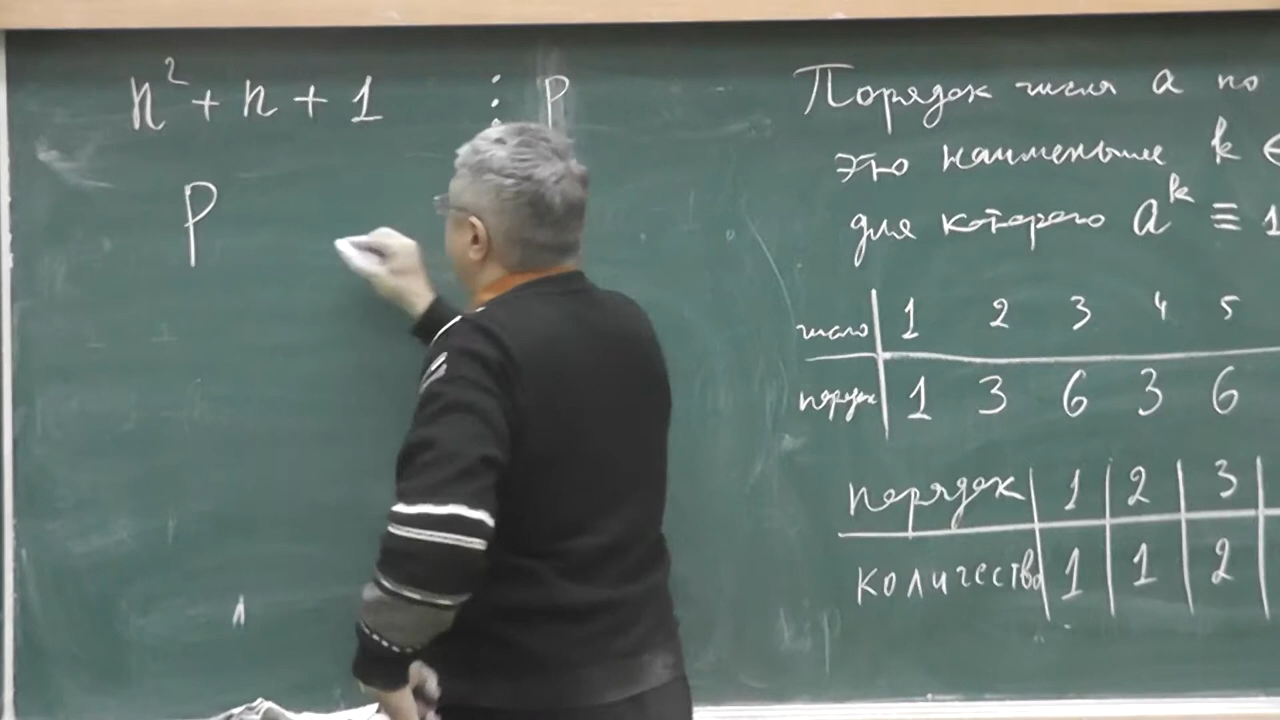 n² + n + 1 ⋮ P
P
Порядок числа a по
это наименьшее k ∈
для которого aᵏ ≡ 1
число | 1 2 3 4 5
порядок | 1 3 6 3 6
порядок | 1 | 2 | 3
количество | 1 | 1 | 2